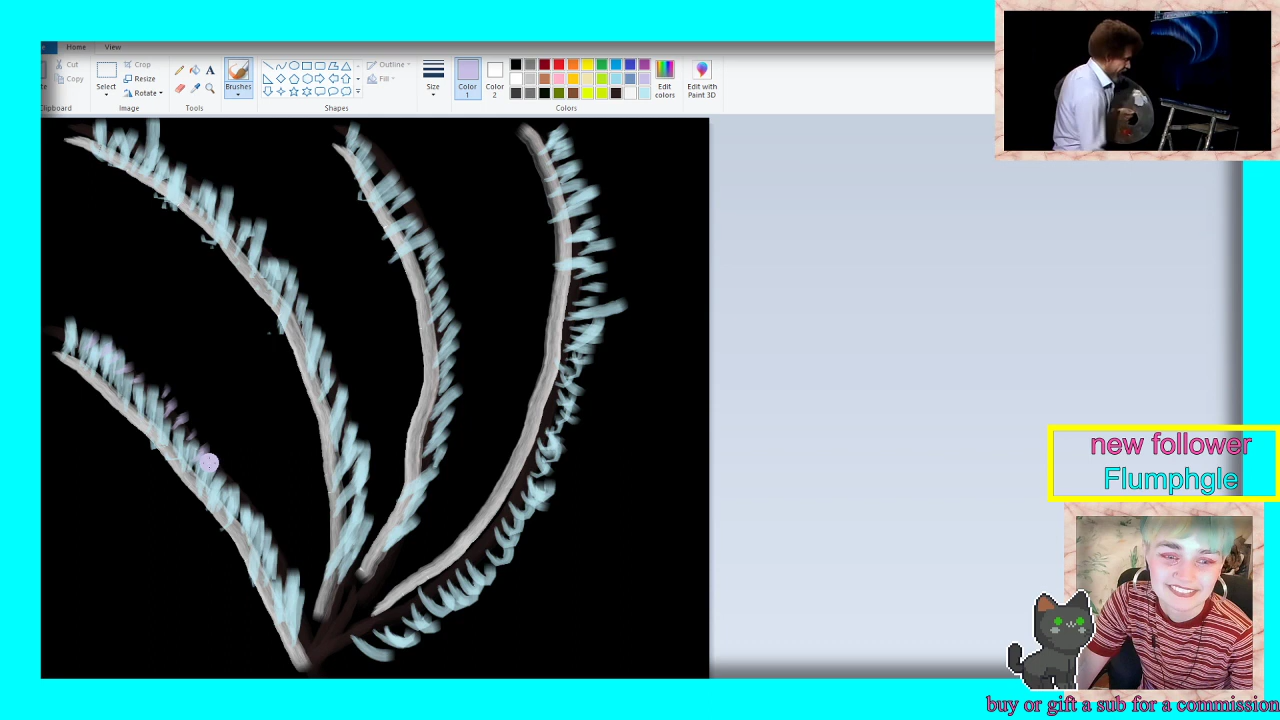 Home View
Cut
Copy
Select
Crop
Resize
Rotate
A
Brushes
Outline
Fill
Size
Color
1
Color
2
Edit
colors
Edit with
Paint 3D
Image
Tools
Shapes
Colors
new follower
Flumphgle
buy or gift a sub for a commission